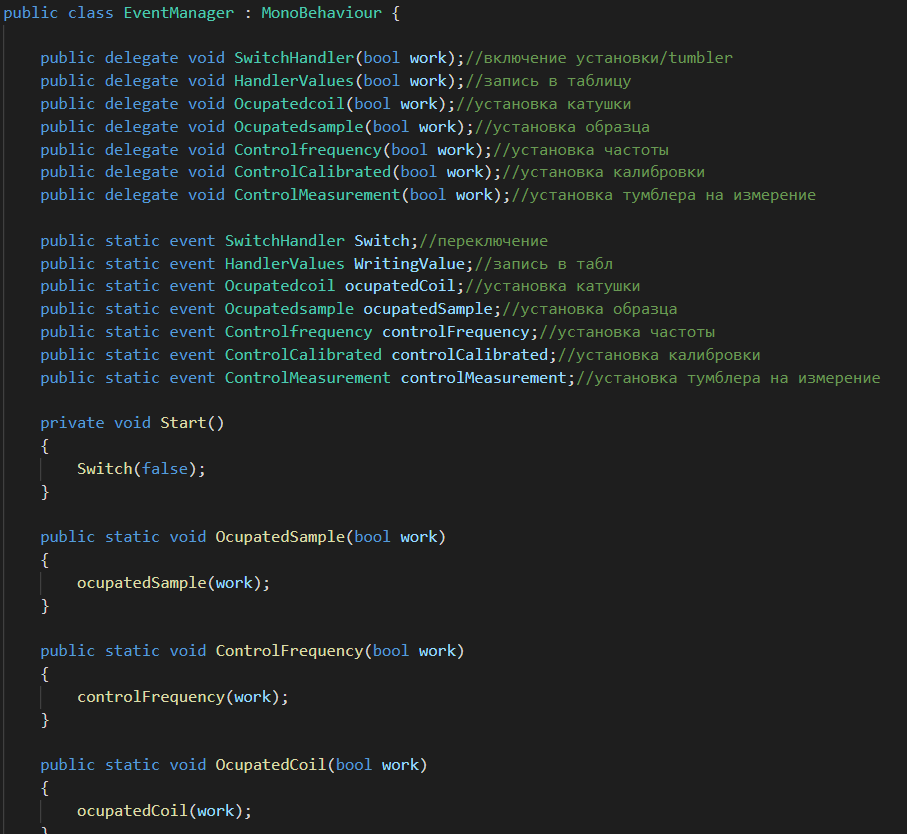 public class EventManager : MonoBehaviour {
public delegate void SwitchHandler(bool work);//включение установки/tumbler
public delegate void HandlerValues(bool work);//запись в таблицу
public delegate void Ocupatedcoil(bool work);//установка катушки
public delegate void Ocupatedsample(bool work);//установка образца
public delegate void Controlfrequency(bool work);//установка частоты
public delegate void ControlCalibrated(bool work);//установка калибровки
public delegate void ControlMeasurement(bool work);//установка тумблера на измерение
public static event SwitchHandler Switch;//переключение
public static event HandlerValues WritingValue;//запись в табл
public static event Ocupatedcoil ocupatedCoil;//установка катушки
public static event Ocupatedsample ocupatedSample;//установка образца
public static event Controlfrequency controlFrequency;//установка частоты
public static event ControlCalibrated controlCalibrated;//установка калибровки
public static event ControlMeasurement controlMeasurement;//установка тумблера на измерение
private void Start()
{
Switch(false);
}
public static void OcupatedSample(bool work)
{
ocupatedSample(work);
}
public static void ControlFrequency(bool work)
{
controlFrequency(work);
}
public static void OcupatedCoil(bool work)
{
ocupatedCoil(work);
}